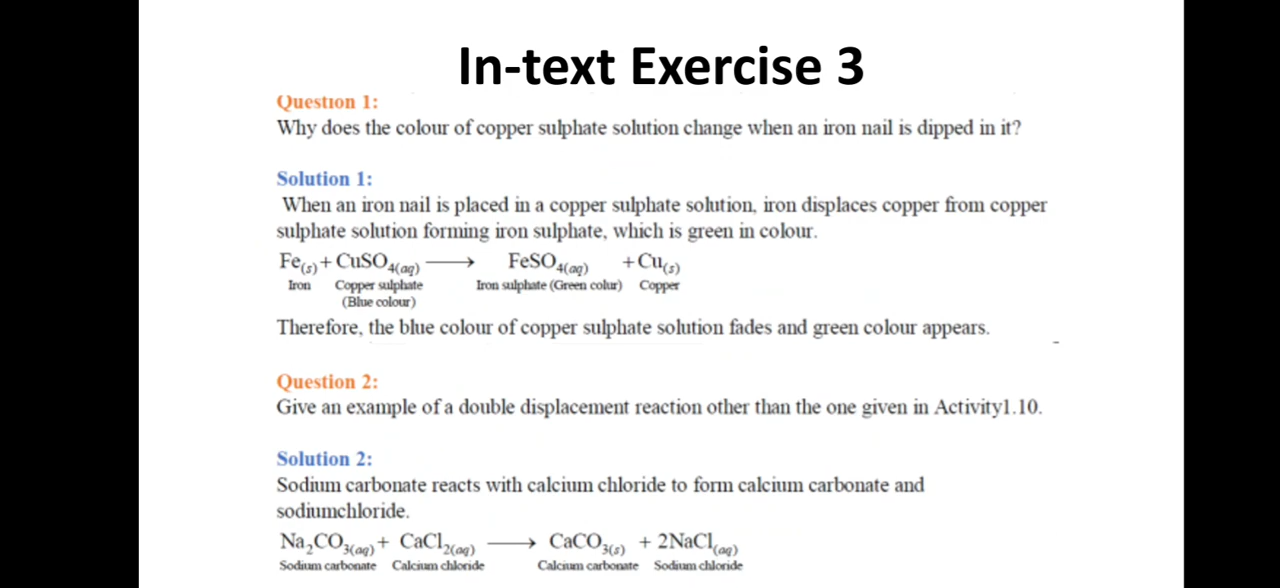 In-text Exercise 3
Question 1:
Why does the colour of copper sulphate solution change when an iron nail is dipped in it?
Solution 1:
When an iron nail is placed in a copper sulphate solution, iron displaces copper from copper
sulphate solution forming iron sulphate, which is green in colour.
Fe(s) + CuSO4(aq) ⟶ FeSO4(aq) + Cu(s)
Iron Copper sulphate Iron sulphate (Green colur) Copper
(Blue colour)
Therefore, the blue colour of copper sulphate solution fades and green colour appears.
Question 2:
Give an example of a double displacement reaction other than the one given in Activity1.10.
Solution 2:
Sodium carbonate reacts with calcium chloride to form calcium carbonate and
sodiumchloride.
Na2CO3(aq) + CaCl2(aq) ⟶ CaCO3(s) + 2NaCl(aq)
Sodium carbonate Calcium chloride Calcium carbonate Sodium chloride